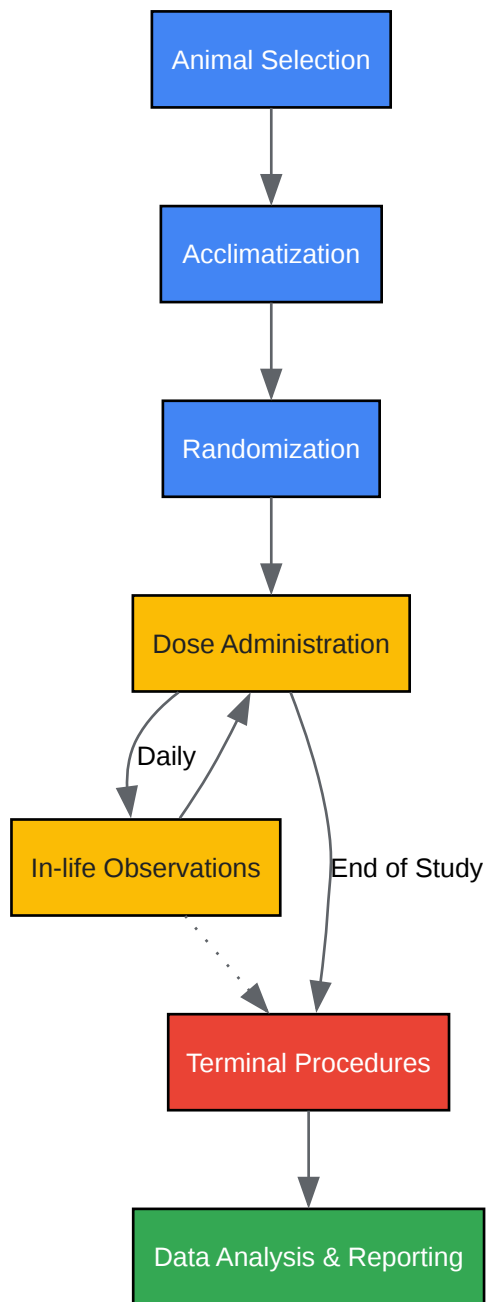 Animal Selection
Acclimatization
Randomization
Dose Administration
Daily
In-life Observations
End of Study
Terminal Procedures
Data Analysis & Reporting